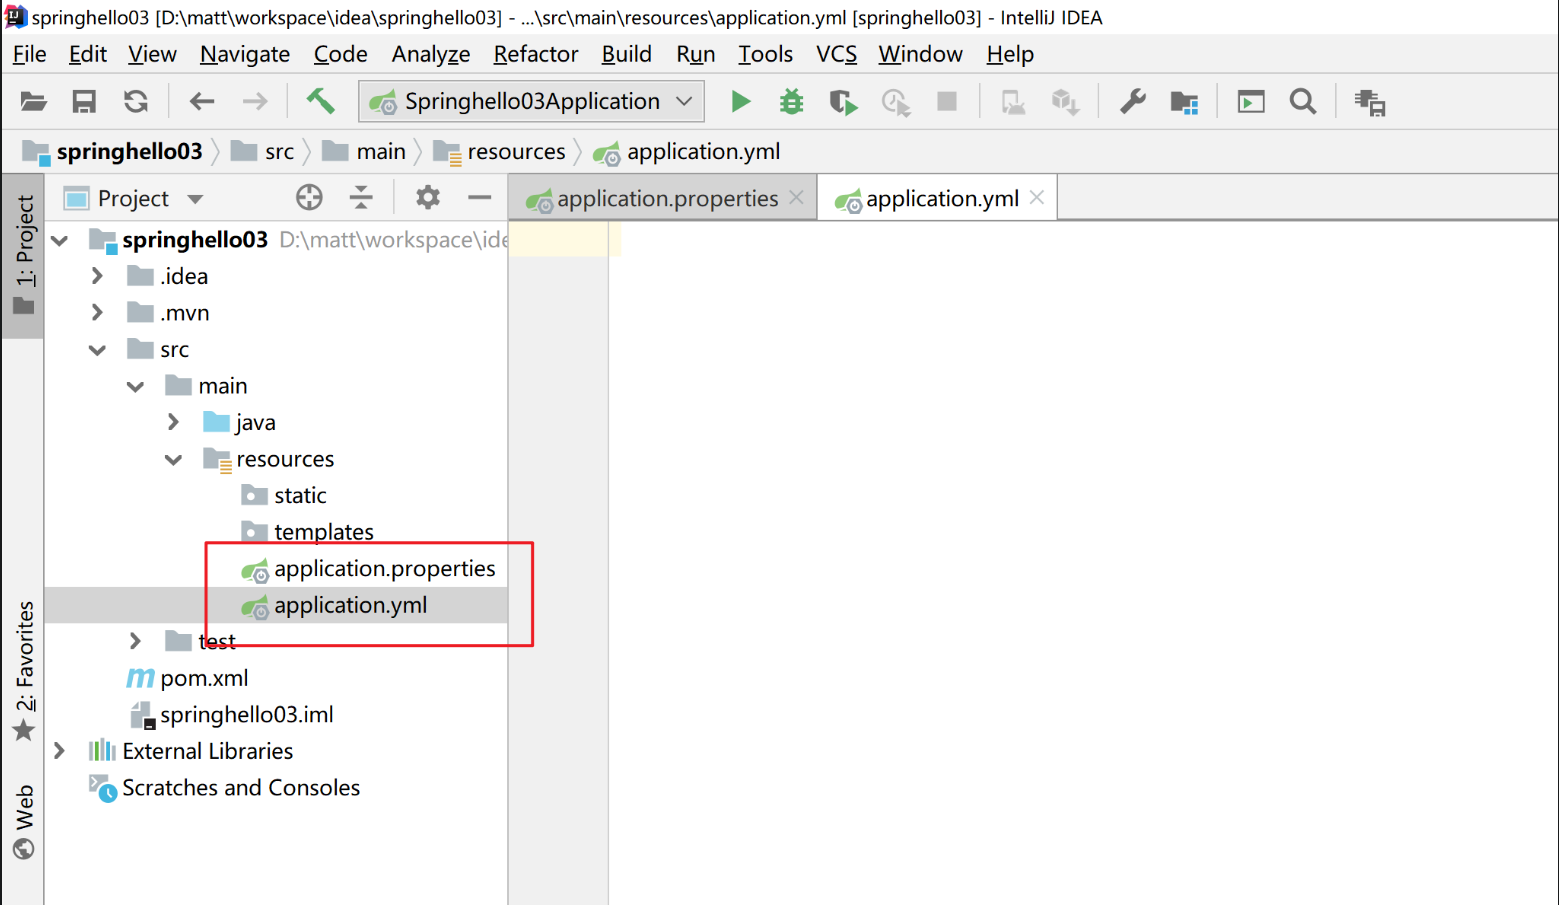 springhello03 [D:\matt\workspace\idea\springhello03] - ...\src\main\resources\application.yml [springhello03] - IntelliJ IDEA
File Edit View Navigate Code Analyze Refactor Build Run Tools VCS Window Help
Springhello03Application
springhello03 src main resources application.yml
1: Project
Project
application.properties application.yml
springhello03 D:\matt\workspace\ide
.idea
.mvn
src
main
java
resources
static
templates
application.properties
application.yml
test
pom.xml
springhello03.iml
External Libraries
Scratches and Consoles
2: Favorites
Web